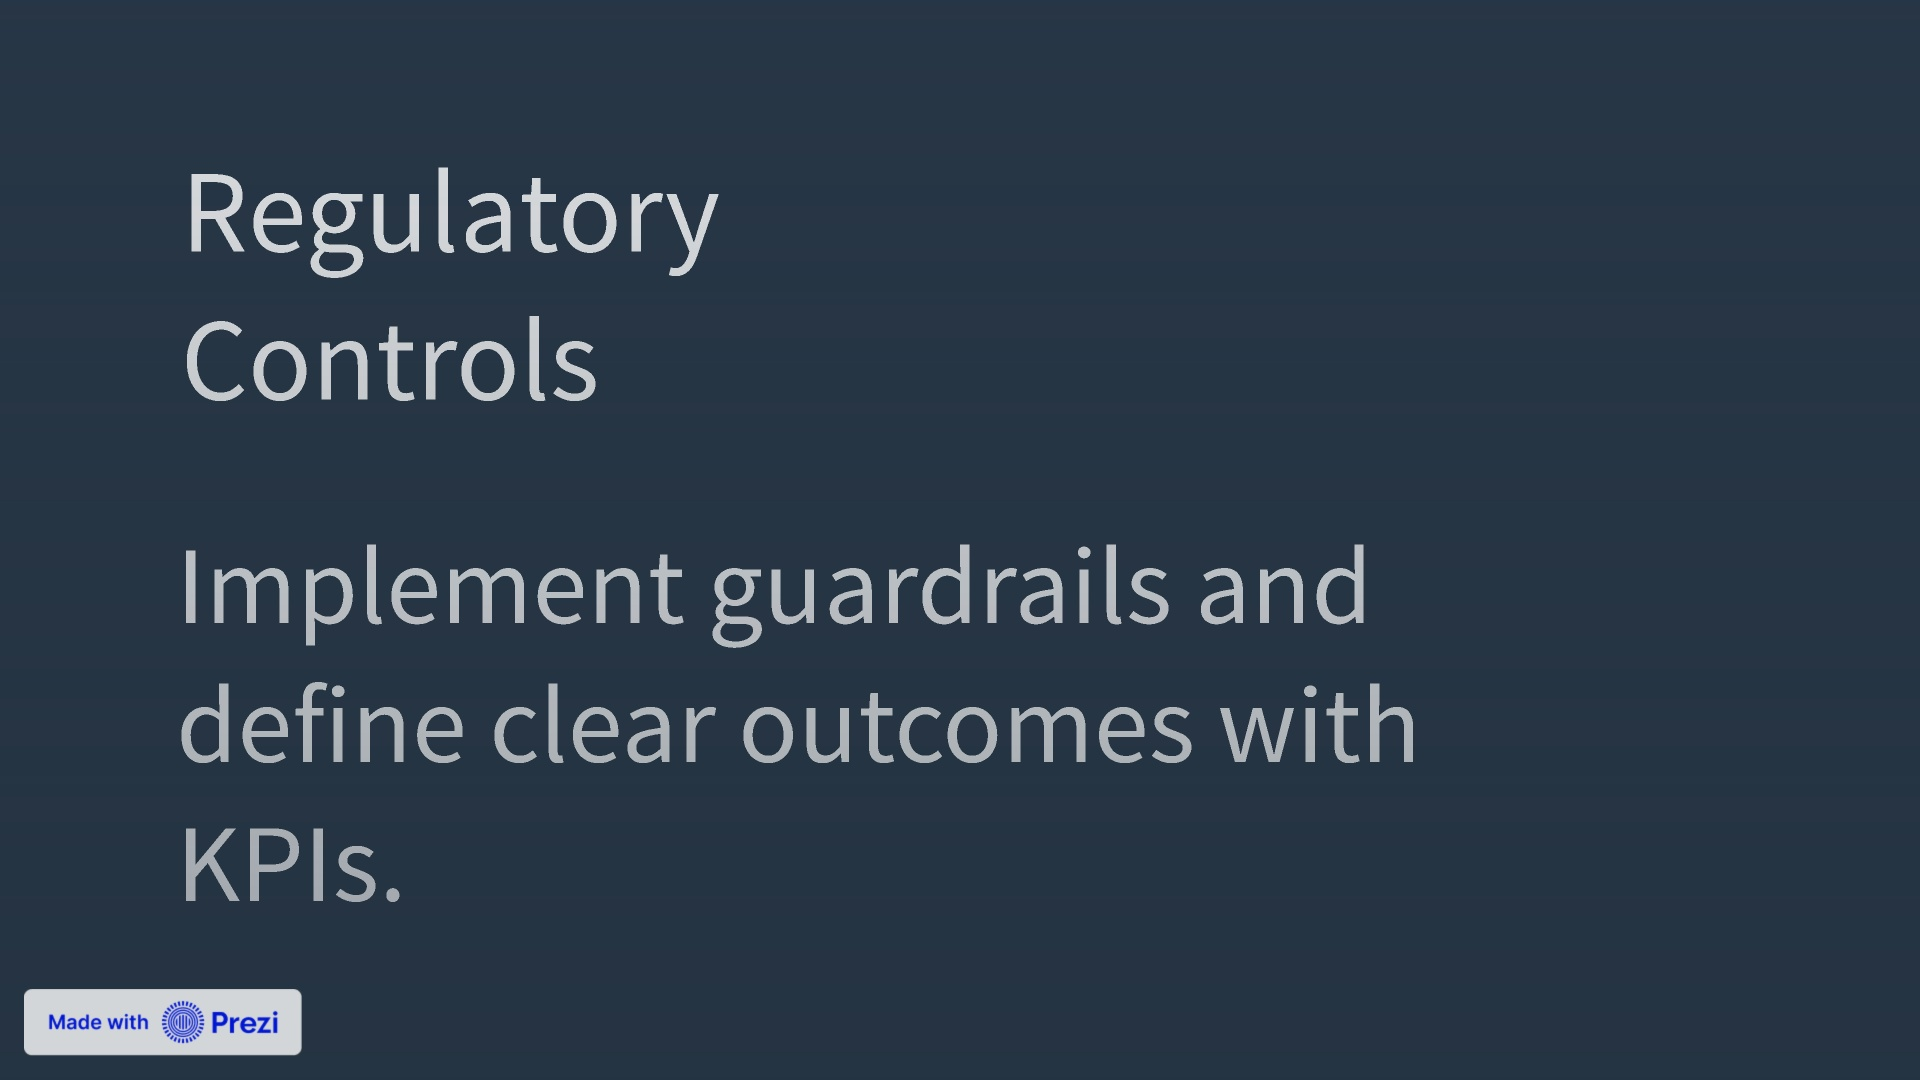 Regulatory
Controls
Implement guardrails and
define clear outcomes with
KPIs.
Made with Prezi